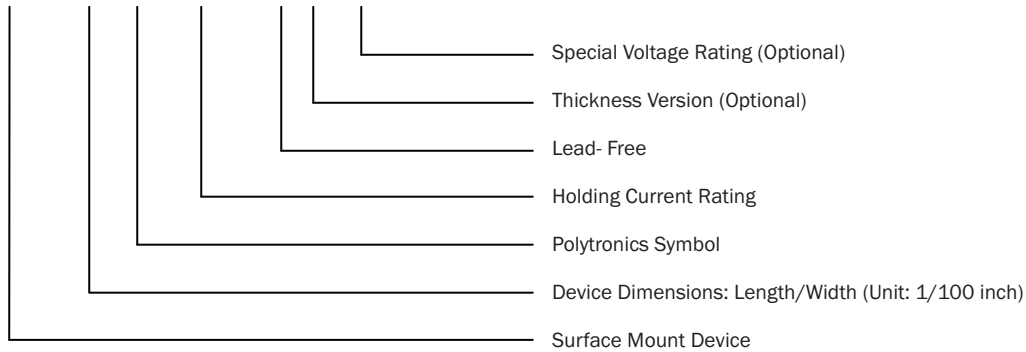 Special Voltage Rating (Optional)
Thickness Version (Optional)
Lead- Free
Holding Current Rating
Polytronics Symbol
Device Dimensions: Length/Width (Unit: 1/100 inch)
Surface Mount Device